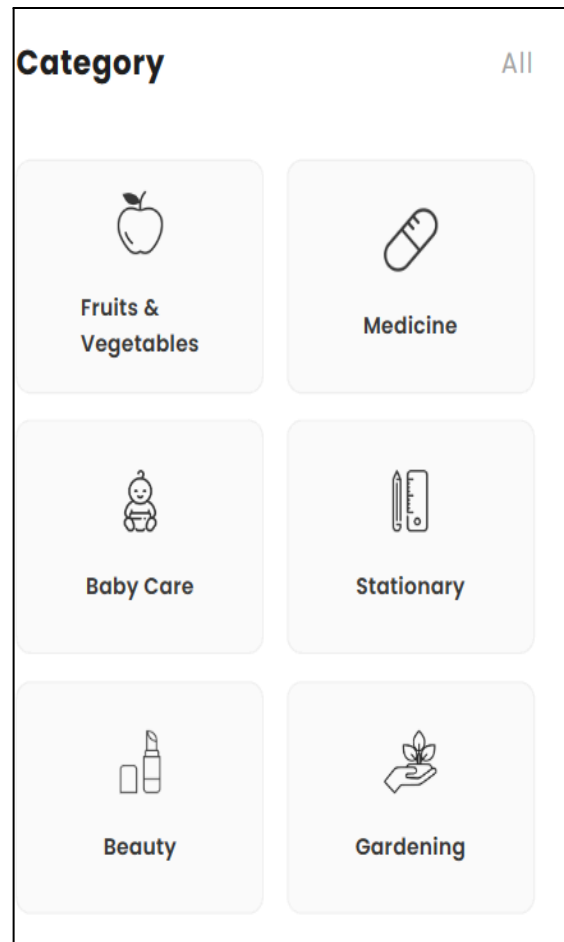 Category
All
Fruits &
Vegetables
Medicine
Baby Care
Stationary
Beauty
Gardening